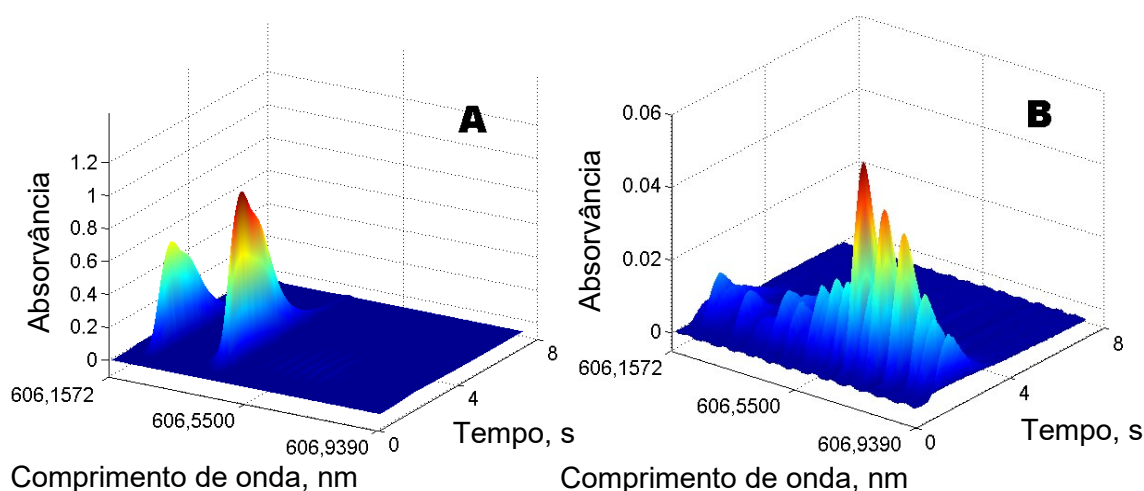 A
Absorvância
1.2
1
0.8
0.6
0.4
0.2
0
606,1572
606,5500
606,9390
0
4
8
Tempo, s
Comprimento de onda, nm
B
Absorvância
0.06
0.04
0.02
0
606,1572
606,5500
606,9390
0
4
8
Tempo, s
Comprimento de onda, nm